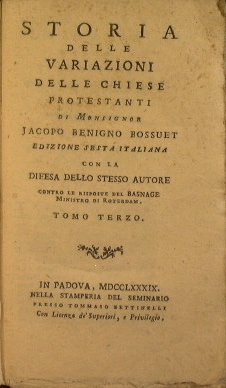 STORIA
DELLE
VARIAZIONI
DELLE CHIESE
PROTESTANTI
DI MONSIGNOR
JACOPO BENIGNO BOSSUET
EDIZIONE SESTA ITALIANA
CON LA
DIFESA DELLO STESSO AUTORE
CONTRO LE RISPOSTE DEL BASNAGE
MINISTRO DI ROTERDAM.
TOMO TERZO.
IN PADOVA, MDCCLXXXIX.
NELLA STAMPERIA DEL SEMINARIO
PRESSO TOMMASO BETTINELLI
Con Licenza de' Superiori, e Privilegio.